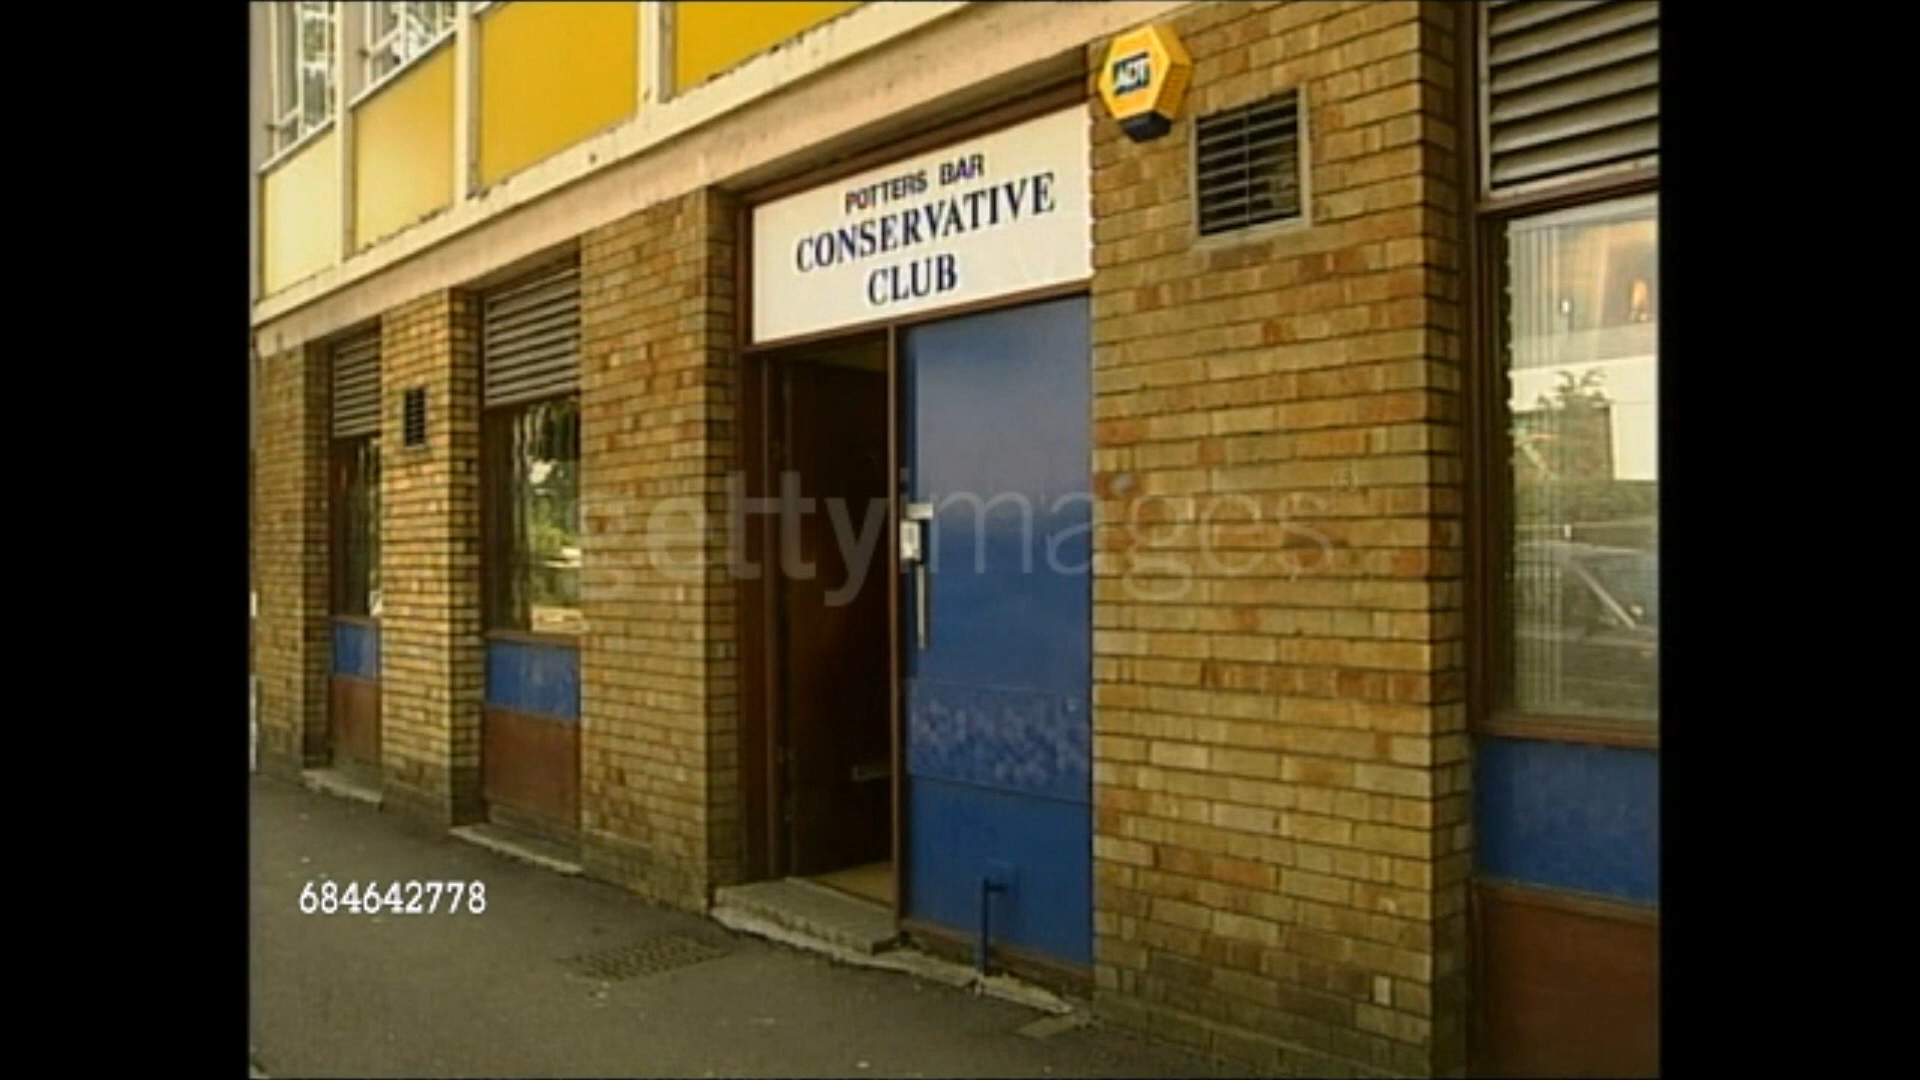 ADT
POTTERS BAR
CONSERVATIVE
CLUB
gettyimages
684642778